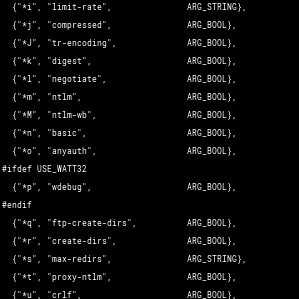 {"*i", "limit-rate", ARG_STRING},
{"*j", "compressed", ARG_BOOL},
{"*J", "tr-encoding", ARG_BOOL},
{"*k", "digest", ARG_BOOL},
{"*l", "negotiate", ARG_BOOL},
{"*m", "ntlm", ARG_BOOL},
{"*M", "ntlm-wb", ARG_BOOL},
{"*n", "basic", ARG_BOOL},
{"*o", "anyauth", ARG_BOOL},
#ifdef USE_WATT32
{"*p", "wdebug", ARG_BOOL},
#endif
{"*q", "ftp-create-dirs", ARG_BOOL},
{"*r", "create-dirs", ARG_BOOL},
{"*s", "max-redirs", ARG_STRING},
{"*t", "proxy-ntlm", ARG_BOOL},
{"*u", "crlf", ARG_BOOL},